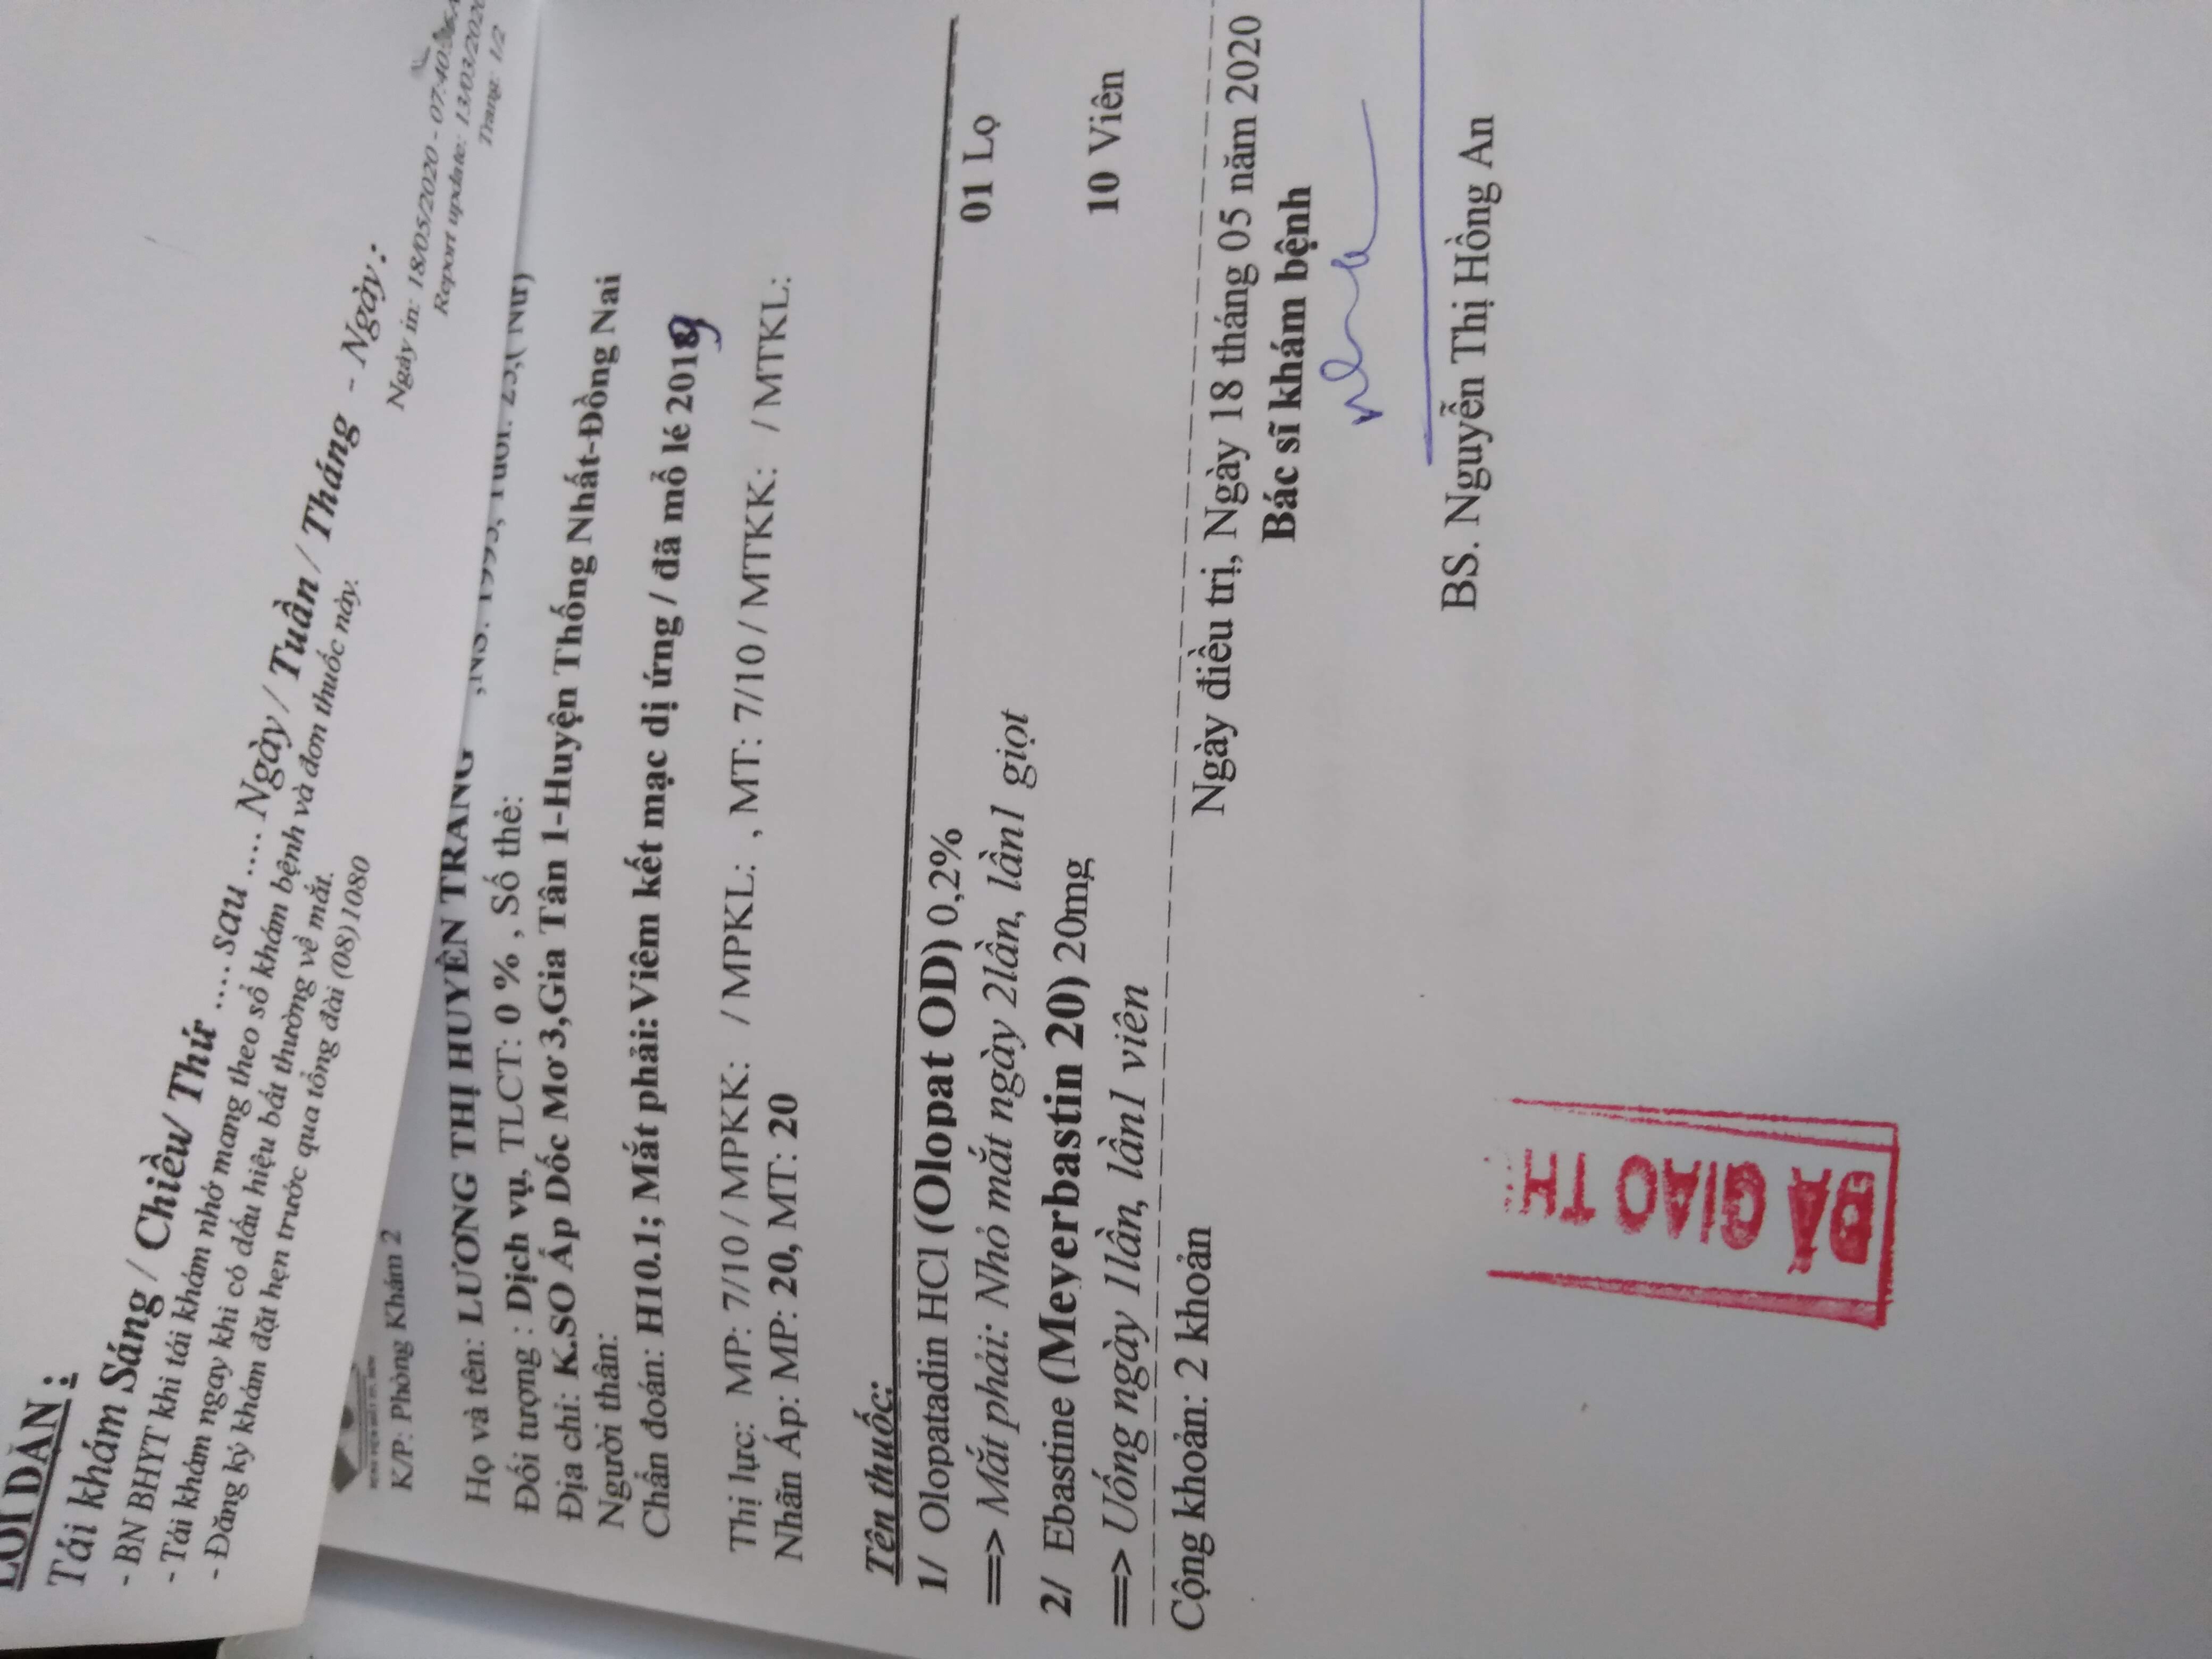 LỜI DẶN :
Tái khám Sáng / Chiều/ Thứ .... sau .... Ngày / Tuần / Tháng - Ngày :
- BN BHYT khi tái khám nhớ mang theo sổ khám bệnh và đơn thuốc này.
- Tái khám ngay khi có dấu hiệu bất thường về mắt.
- Đăng ký khám đặt hẹn trước qua tổng đài (08)1080
Ngày in: 18/05/2020 - 07:40
Report update: 13/03/2020
Trang: 1/2
K/P: Phòng Khám 2
Họ và tên: LƯƠNG THỊ HUYỀN TRANG ,NS: 1995, Tuổi: 25,( Nữ)
Đối tượng : Dịch vụ, TLCT: 0 % , Số thẻ:
Địa chỉ: K.SO Ấp Dốc Mơ 3,Gia Tân 1-Huyện Thống Nhất-Đồng Nai
Người thân:
Chẩn đoán: H10.1; Mắt phải: Viêm kết mạc dị ứng / đã mổ lé 2019
Thị lực: MP: 7/10 / MPKK: / MPKL: , MT: 7/10 / MTKK: / MTKL:
Nhãn Áp: MP: 20, MT: 20
Tên thuốc:
1/ Olopatadin HCl (Olopat OD) 0,2% 01 Lọ
==> Mắt phải: Nhỏ mắt ngày 2lần, lần1 giọt
2/ Ebastine (Meyerbastin 20) 20mg 10 Viên
==> Uống ngày 1lần, lần1 viên
Cộng khoản: 2 khoản
Ngày điều trị, Ngày 18 tháng 05 năm 2020
Bác sĩ khám bệnh
BS. Nguyễn Thị Hồng An
ĐÃ GIAO TH